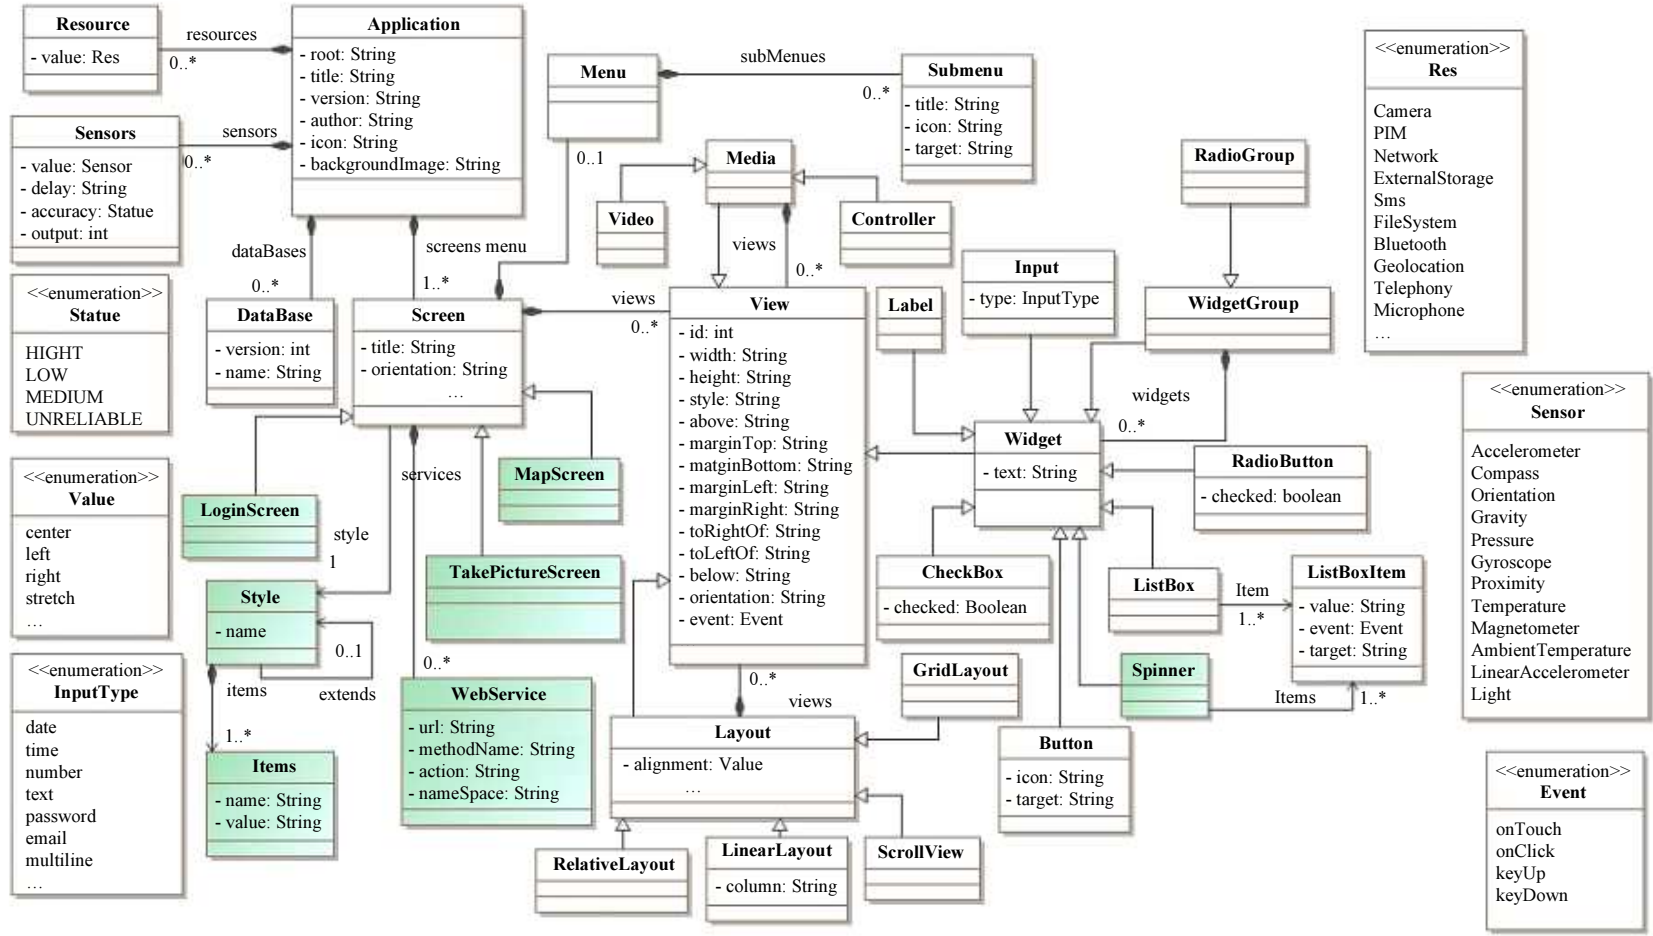 Resource
- value: Res
resources
0..*
Application
- root: String
- title: String
- version: String
- author: String
- icon: String
- backgroundImage: String
Sensors
- value: Sensor
- delay: String
- accuracy: Statue
- output: int
sensors
0..*
Menu
0..1
subMenues
0..*
Submenu
- title: String
- icon: String
- target: String
Media
Video
Controller
views
0..*
RadioGroup
<<enumeration>>
Res
Camera
PIM
Network
ExternalStorage
Sms
FileSystem
Bluetooth
Geolocation
Telephony
Microphone
…
dataBases
0..*
screens menu
1..*
<<enumeration>>
Statue
HIGHT
LOW
MEDIUM
UNRELIABLE
DataBase
- version: int
- name: String
Screen
- title: String
- orientation: String
…
views
0..*
View
- id: int
- width: String
- height: String
- style: String
- above: String
- marginTop: String
- matginBottom: String
- marginLeft: String
- marginRight: String
- toRightOf: String
- toLeftOf: String
- below: String
- orientation: String
- event: Event
Label
Input
- type: InputType
WidgetGroup
widgets
0..*
Widget
- text: String
RadioButton
- checked: boolean
<<enumeration>>
Sensor
Accelerometer
Compass
Orientation
Gravity
Pressure
Gyroscope
Proximity
Temperature
Magnetometer
AmbientTemperature
LinearAccelerometer
Light
<<enumeration>>
Value
center
left
right
stretch
…
LoginScreen
services
MapScreen
style
1
TakePictureScreen
CheckBox
- checked: Boolean
ListBox
Item
1..*
ListBoxItem
- value: String
- event: Event
- target: String
Style
- name
0..1
extends
items
1..*
0..*
Spinner
Items
1..*
<<enumeration>>
InputType
date
time
number
text
password
email
multiline
…
Items
- name: String
- value: String
WebService
- url: String
- methodName: String
- action: String
- nameSpace: String
0..*
views
Layout
- alignment: Value
…
GridLayout
Button
- icon: String
- target: String
RelativeLayout
LinearLayout
- column: String
ScrollView
<<enumeration>>
Event
onTouch
onClick
keyUp
keyDown